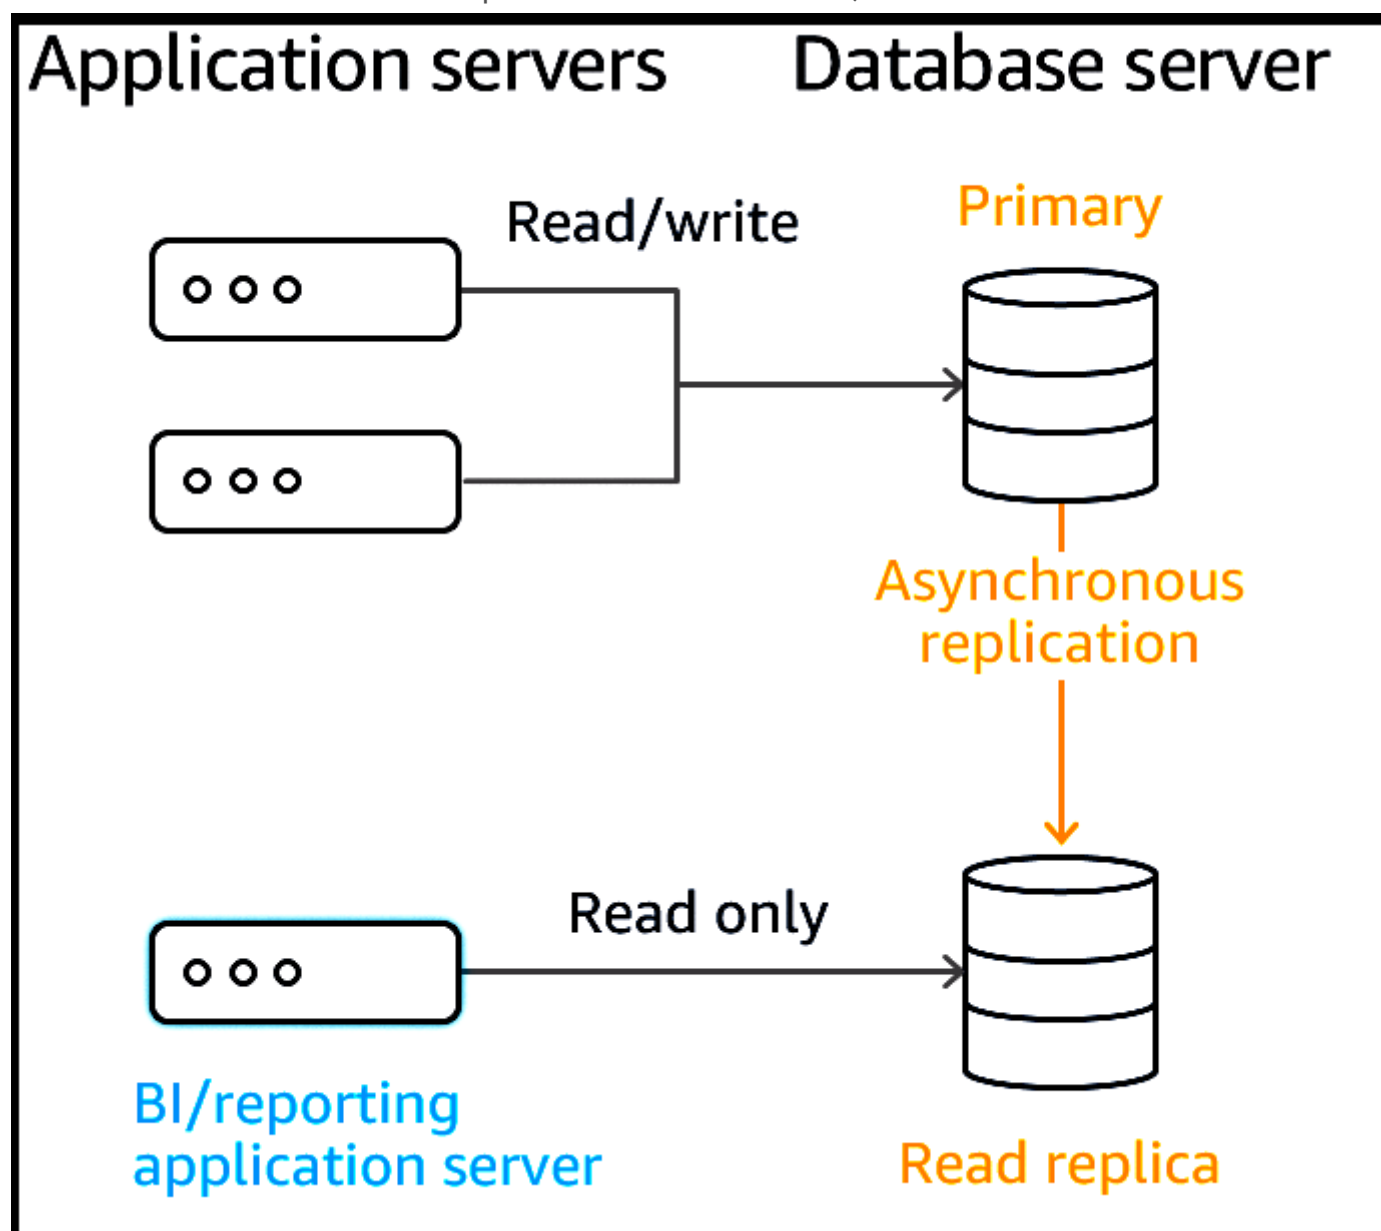 Application servers
Database server
Read/write
Primary
Asynchronous
replication
Read only
BI/reporting
application server
Read replica